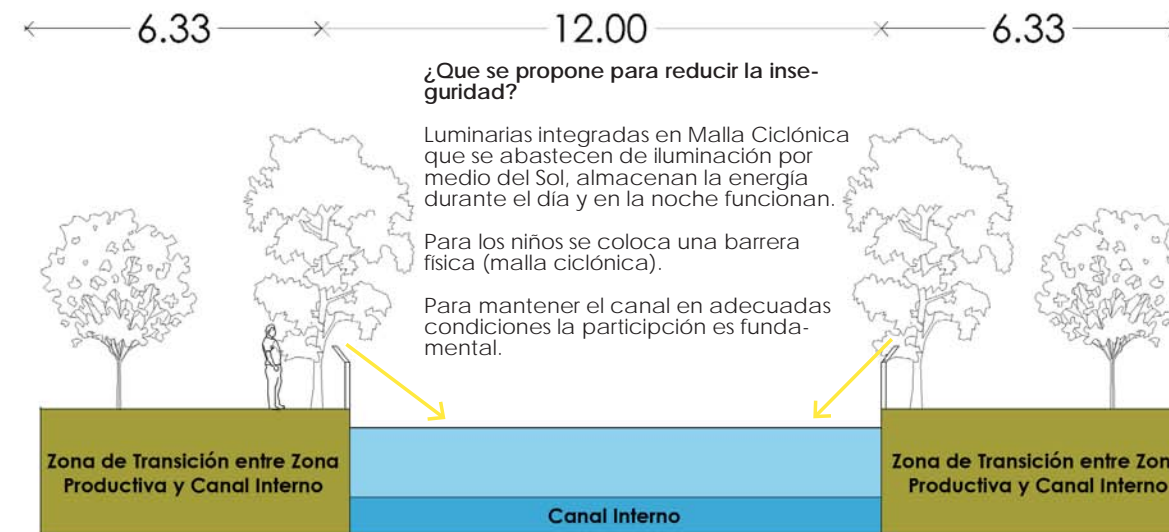 6.33
12.00
6.33
¿Que se propone para reducir la inse-
guridad?
Luminarias integradas en Malla Ciclónica
que se abastecen de iluminación por
medio del Sol, almacenan la energía
durante el día y en la noche funcionan.
Para los niños se coloca una barrera
física (malla ciclónica).
Para mantener el canal en adecuadas
condiciones la participción es funda-
mental.
Zona de Transición entre Zona
Productiva y Canal Interno
Canal Interno
Zona de Transición entre Zon
Productiva y Canal Interno